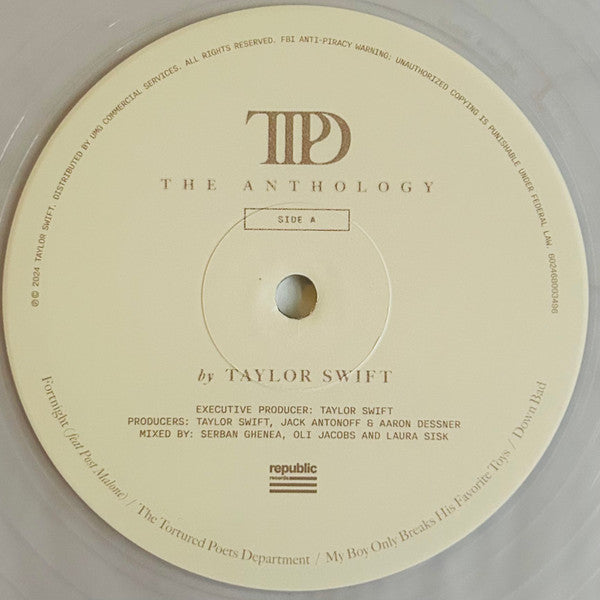 ℗© 2024 TAYLOR SWIFT. DISTRIBUTED BY UMG COMMERCIAL SERVICES. ALL RIGHTS RESERVED. FBI ANTI-PIRACY WARNING: UNAUTHORIZED COPYING IS PUNISHABLE UNDER FEDERAL LAW. 602468003406
TTPD
THE ANTHOLOGY
SIDE A
by TAYLOR SWIFT
EXECUTIVE PRODUCER: TAYLOR SWIFT
PRODUCERS: TAYLOR SWIFT, JACK ANTONOFF & AARON DESSNER
MIXED BY: SERBAN GHENEA, OLI JACOBS AND LAURA SISK
republic
records
Fortnight (feat Post Malone) / The Tortured Poets Department / My Boy Only Breaks His Favorite Toys / Down Bad